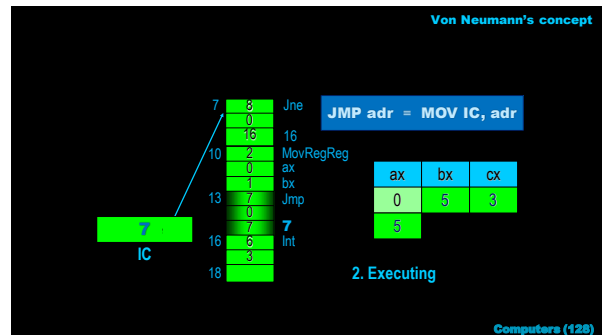 Von Neumann's concept
7 8 Jne
0
16 16
10 2 MovRegReg
0 ax
1 bx
13 7 Jmp
0
7 7
16 6 Int
3
18
JMP adr = MOV IC, adr
ax bx cx
0 5 3
5
7
IC
2. Executing
Computers (128)